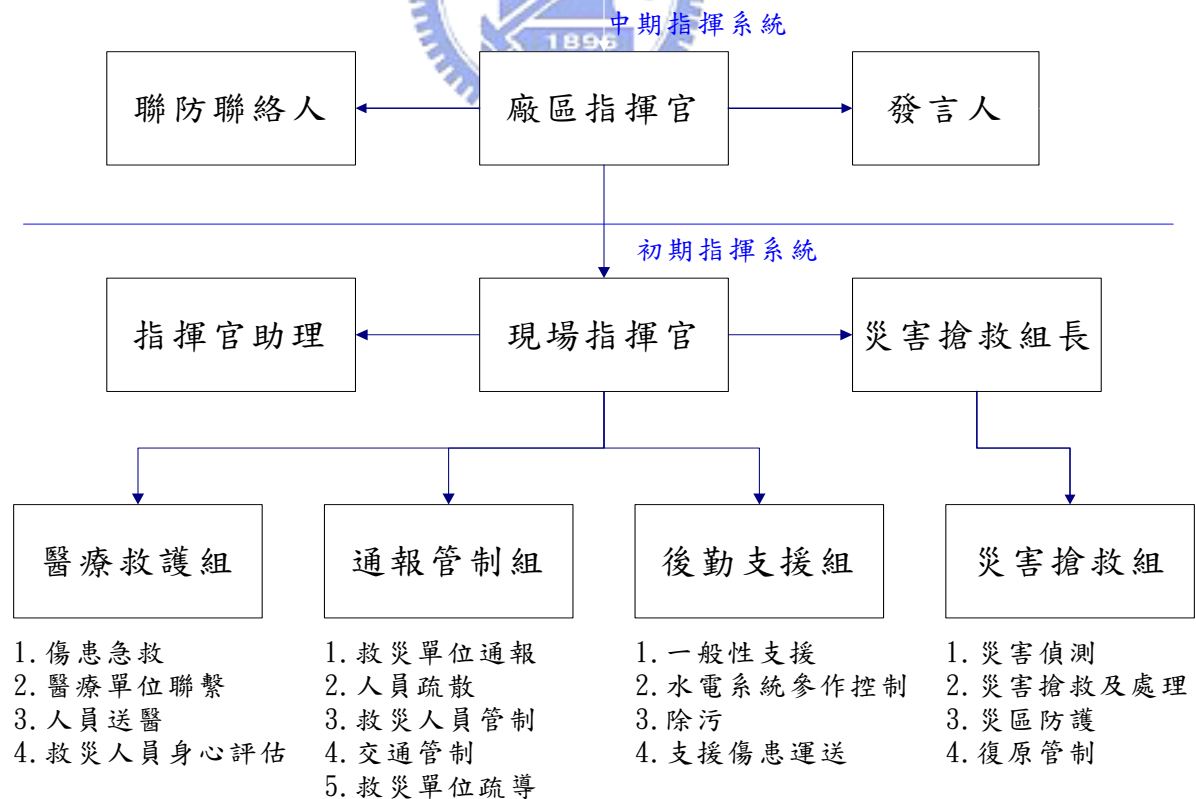 1896
中期指揮系統
聯防聯絡人
廠區指揮官
發言人
初期指揮系統
指揮官助理
現場指揮官
災害搶救組長
醫療救護組
通報管制組
後勤支援組
災害搶救組
1.傷患急救
2.醫療單位聯繫
3.人員送醫
4.救災人員身心評估
1.救災單位通報
2.人員疏散
3.救災人員管制
4.交通管制
5.救災單位疏導
1.一般性支援
2.水電系統參作控制
3.除污
4.支援傷患運送
1.災害偵測
2.災害搶救及處理
3.災區防護
4.復原管制